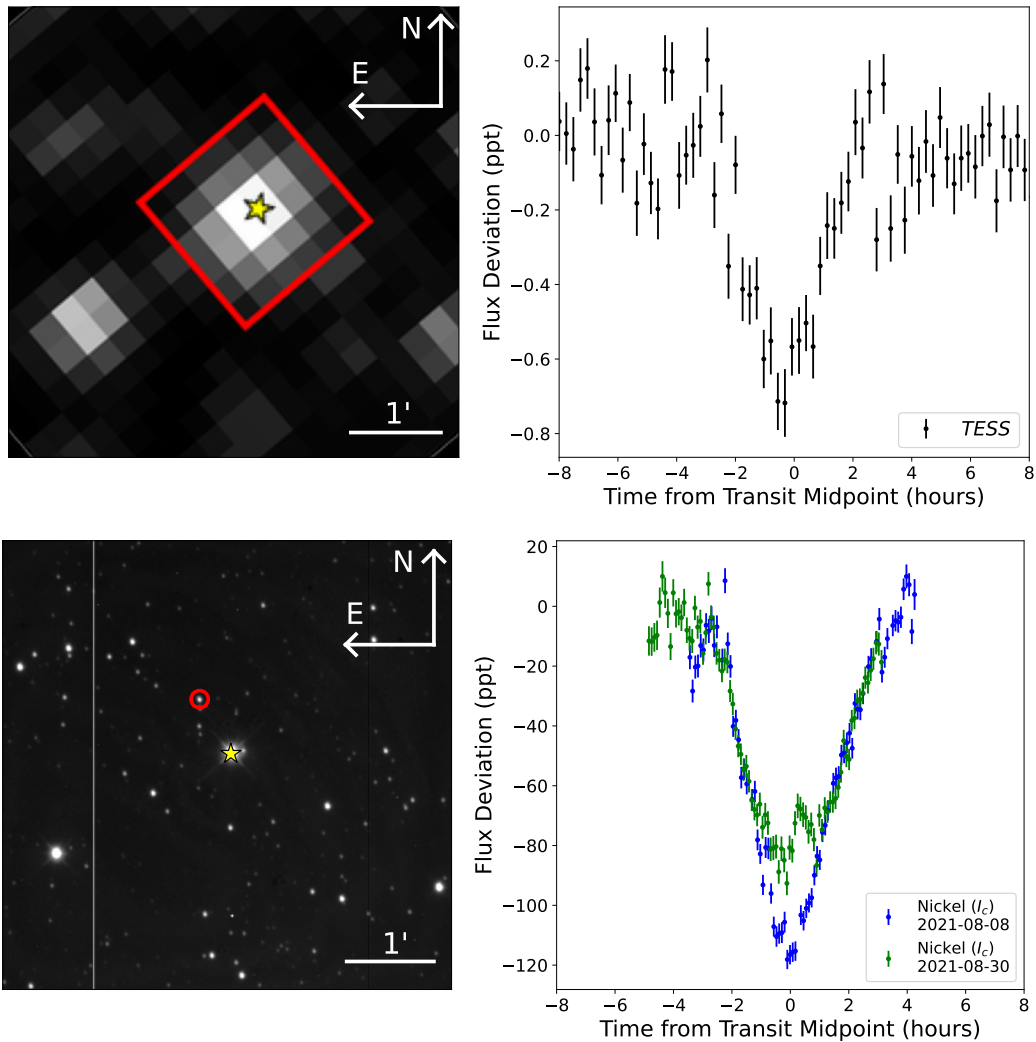 N
E
1'
0.2
0.0
−0.2
−0.4
−0.6
−0.8
Flux Deviation (ppt)
TESS
−8 −6 −4 −2 0 2 4 6 8
Time from Transit Midpoint (hours)
N
E
1'
20
0
−20
−40
−60
−80
−100
−120
Flux Deviation (ppt)
Nickel (I_c)
2021-08-08
Nickel (I_c)
2021-08-30
−8 −6 −4 −2 0 2 4 6 8
Time from Transit Midpoint (hours)